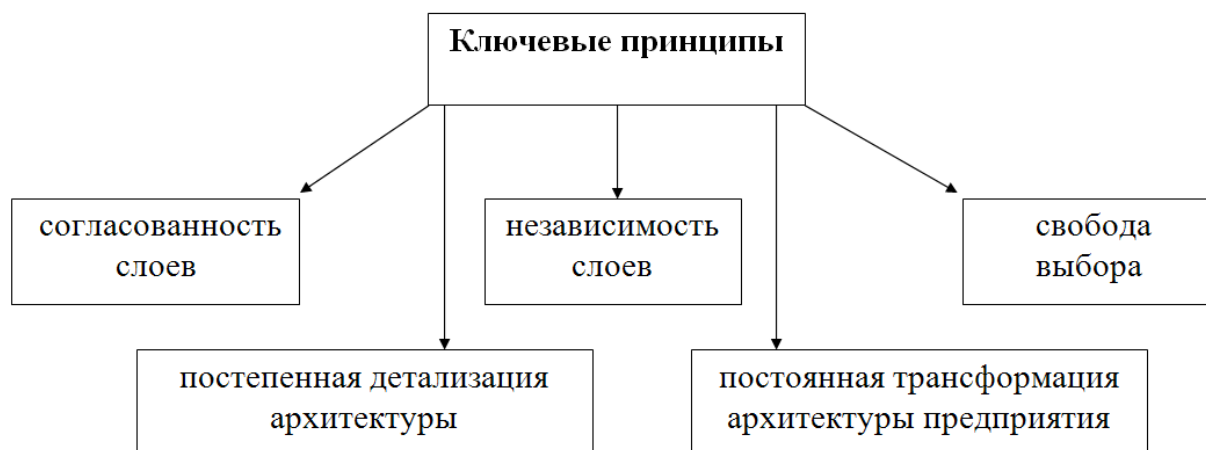 Ключевые принципы
согласованность
слоев
независимость
слоев
свобода
выбора
постепенная детализация
архитектуры
постоянная трансформация
архитектуры предприятия